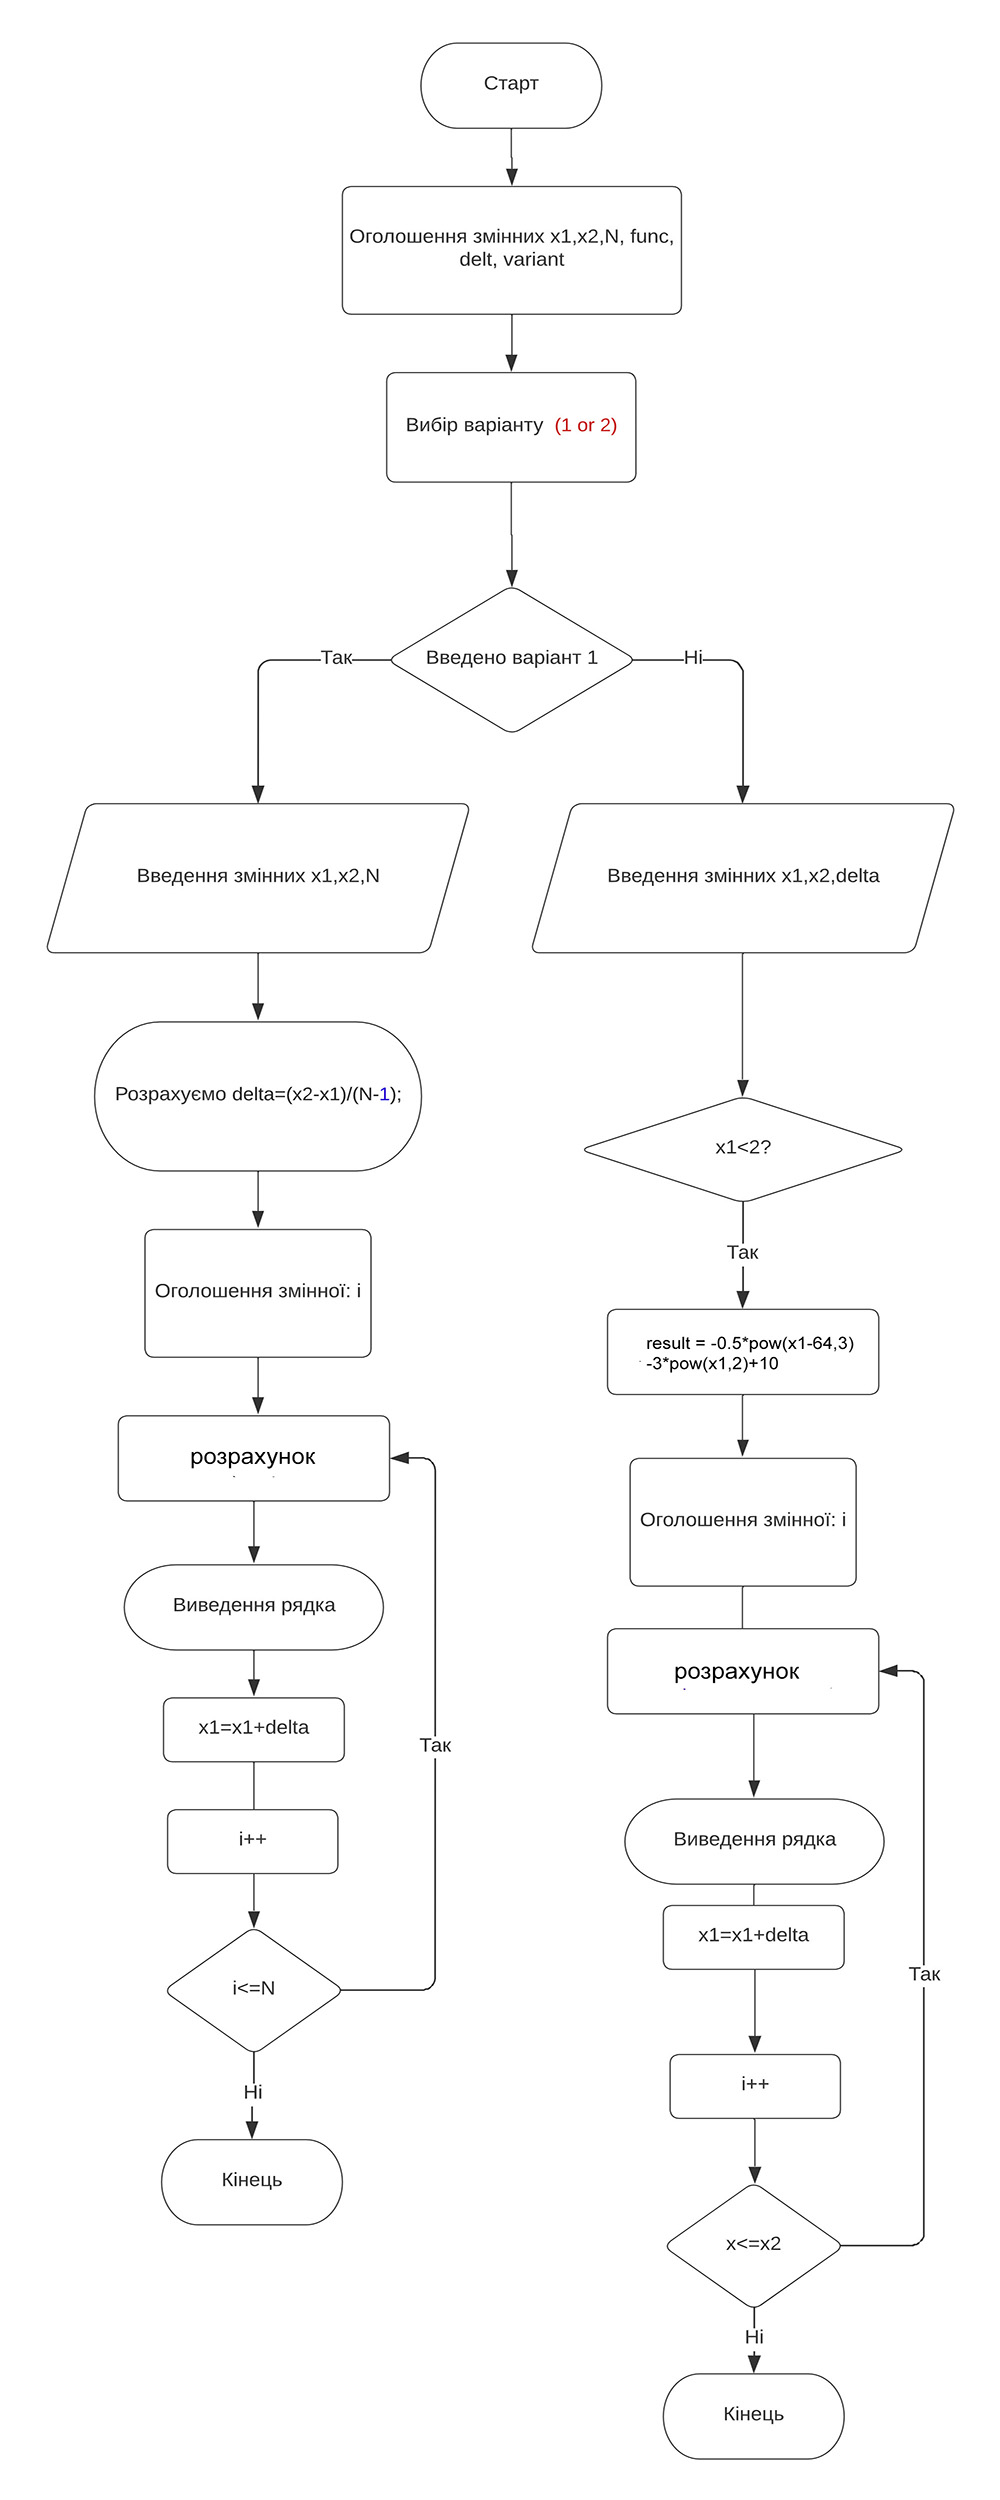 Старт
Оголошення змінних x1,x2,N, func,
delt, variant
Вибір варіанту (1 or 2)
Введено варіант 1
Так
Ні
Введення змінних x1,x2,N
Розрахуємо delta=(x2-x1)/(N-1);
Оголошення змінної: i
розрахунок
Виведення рядка
x1=x1+delta
i++
Так
i<=N
Ні
Кінець
Введення змінних x1,x2,delta
x1<2?
Так
result = -0.5*pow(x1-64,3)
-3*pow(x1,2)+10
Оголошення змінної: i
розрахунок
Виведення рядка
x1=x1+delta
Так
i++
x<=x2
Ні
Кінець